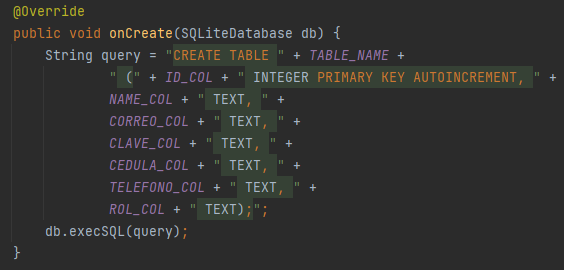 @Override
public void onCreate(SQLiteDatabase db) {
String query = "CREATE TABLE " + TABLE_NAME +
" (" + ID_COL + " INTEGER PRIMARY KEY AUTOINCREMENT, " +
NAME_COL + " TEXT, " +
CORREO_COL + " TEXT, " +
CLAVE_COL + " TEXT, " +
CEDULA_COL + " TEXT, " +
TELEFONO_COL + " TEXT, " +
ROL_COL + " TEXT);";
db.execSQL(query);
}